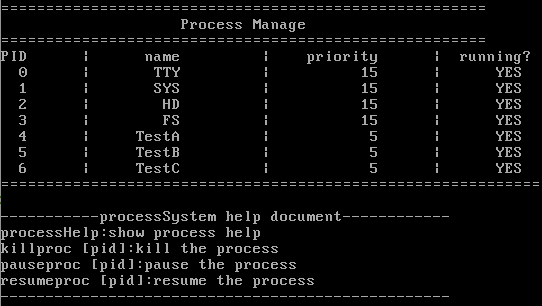 =====================================================
Process Manage
=====================================================
PID ¦ name ¦ priority ¦ running?
0 ¦ TTY ¦ 15 ¦ YES
1 ¦ SYS ¦ 15 ¦ YES
2 ¦ HD ¦ 15 ¦ YES
3 ¦ FS ¦ 15 ¦ YES
4 ¦ TestA ¦ 5 ¦ YES
5 ¦ TestB ¦ 5 ¦ YES
6 ¦ TestC ¦ 5 ¦ YES
===========================================================
-----------processSystem help document------------
processHelp:show process help
killproc [pid]:kill the process
pauseproc [pid]:pause the process
resumeproc [pid]:resume the process
--------------------------------------------------